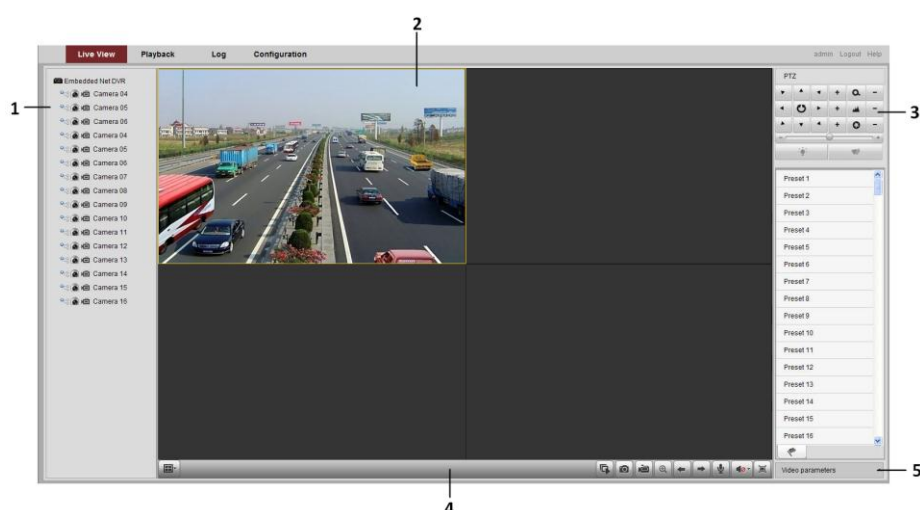 2
Live View Playback Log Configuration admin Logout Help
Embedded Net DVR
Camera 04
1
Camera 05
Camera 06
Camera 04
Camera 05
Camera 06
Camera 07
Camera 08
Camera 09
Camera 10
Camera 11
Camera 12
Camera 13
Camera 14
Camera 15
Camera 16
PTZ
3
Preset 1
Preset 2
Preset 3
Preset 4
Preset 5
Preset 6
Preset 7
Preset 8
Preset 9
Preset 10
Preset 11
Preset 12
Preset 13
Preset 14
Preset 15
Preset 16
Video parameters
5
4